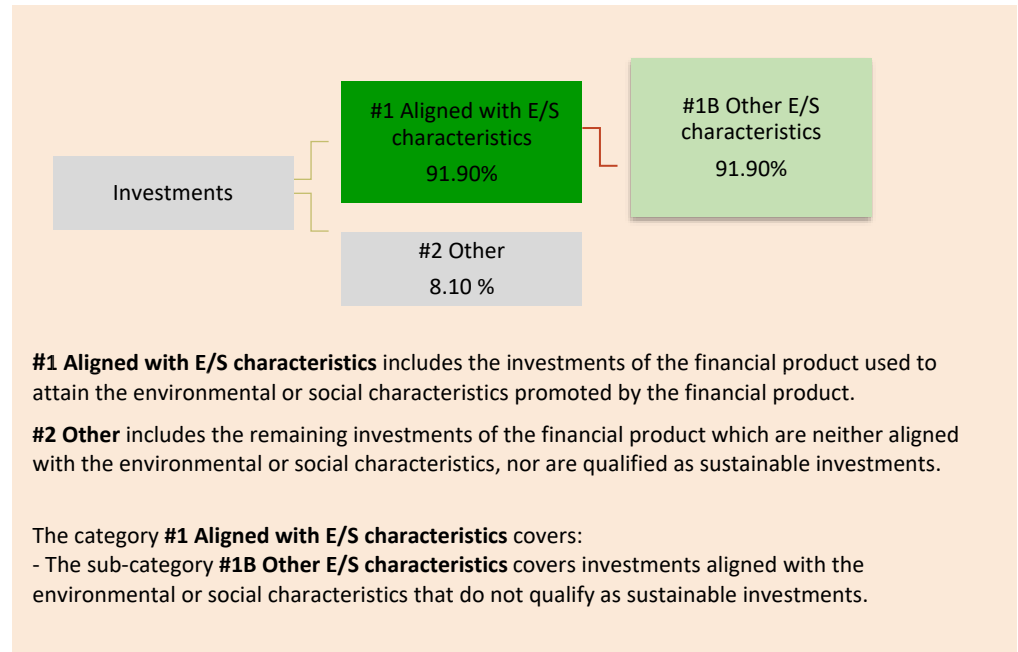 #1 Aligned with E/S
characteristics
91.90%
#1B Other E/S
characteristics
91.90%
Investments
#2 Other
8.10 %
#1 Aligned with E/S characteristics includes the investments of the financial product used to
attain the environmental or social characteristics promoted by the financial product.
#2 Other includes the remaining investments of the financial product which are neither aligned
with the environmental or social characteristics, nor are qualified as sustainable investments.
The category #1 Aligned with E/S characteristics covers:
- The sub-category #1B Other E/S characteristics covers investments aligned with the
environmental or social characteristics that do not qualify as sustainable investments.